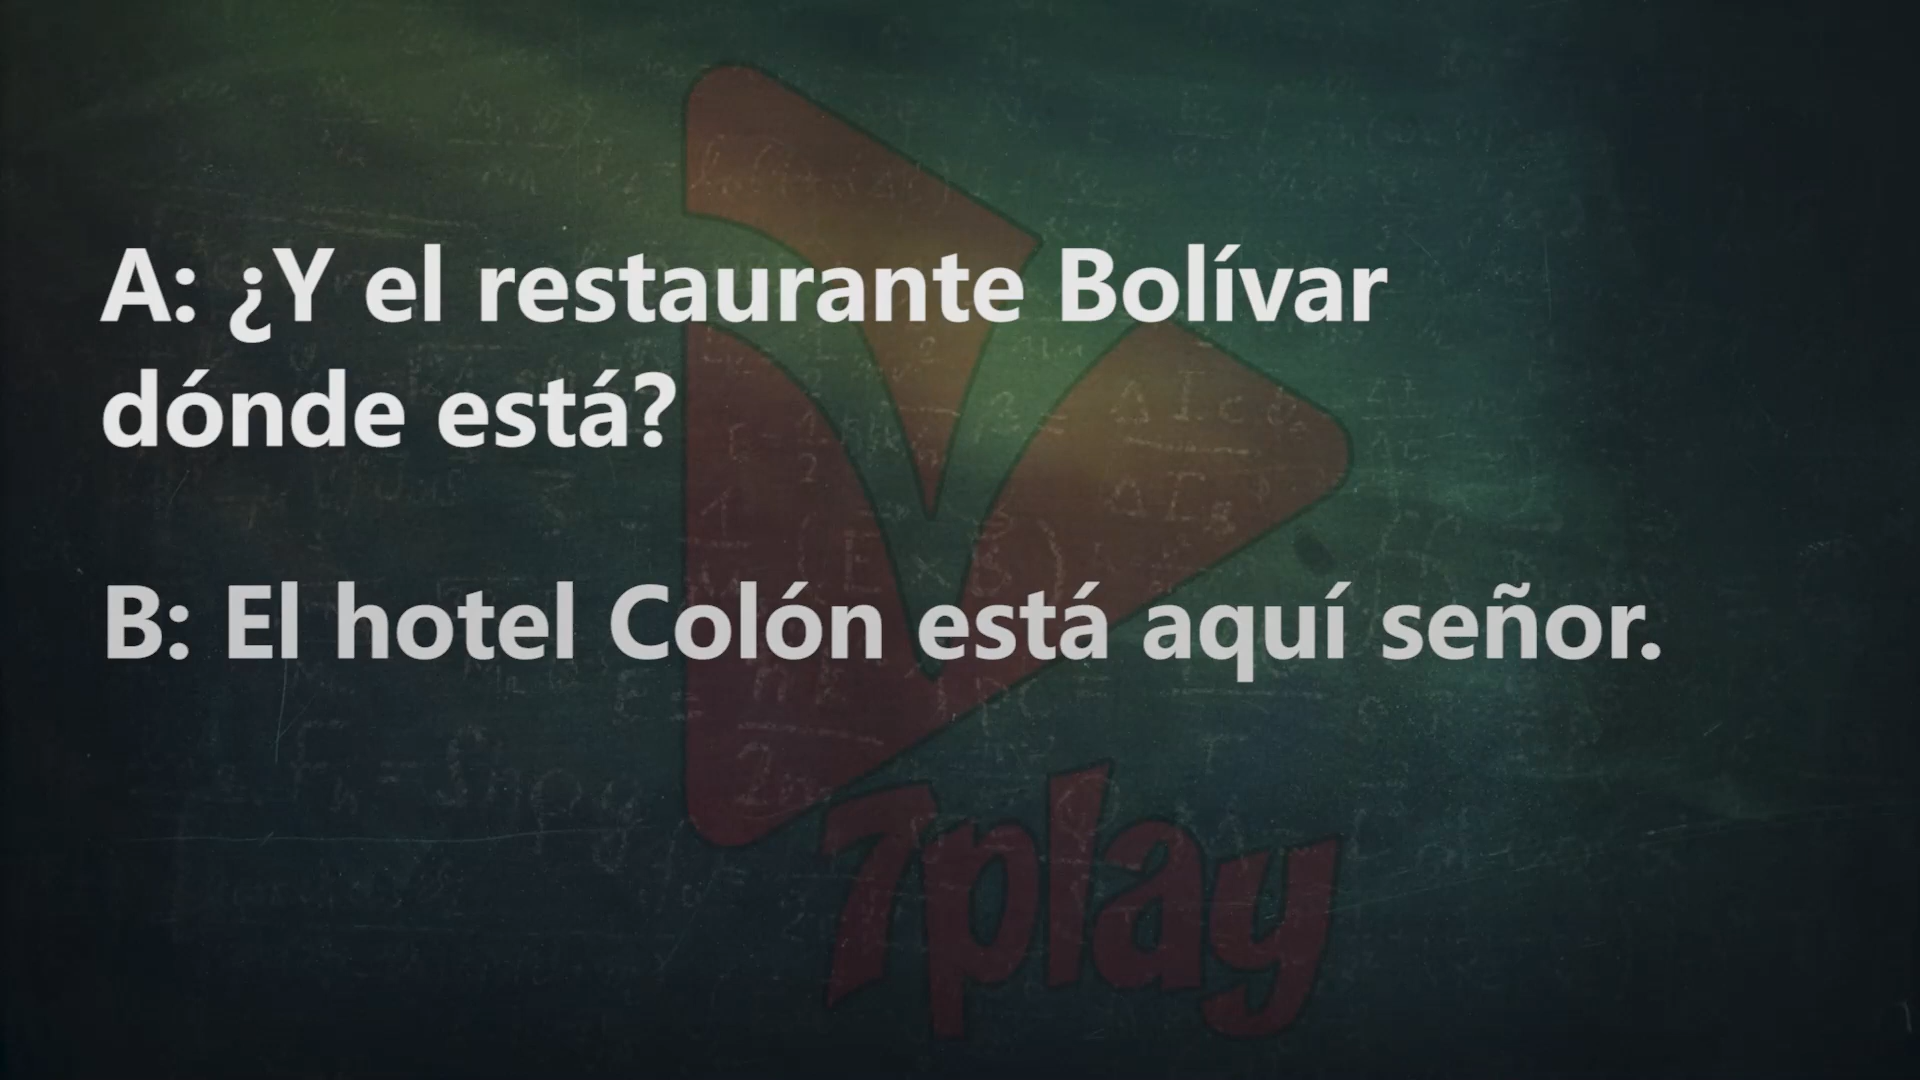 A: ¿Y el restaurante Bolívar
dónde está?
B: El hotel Colón está aquí señor.
7play